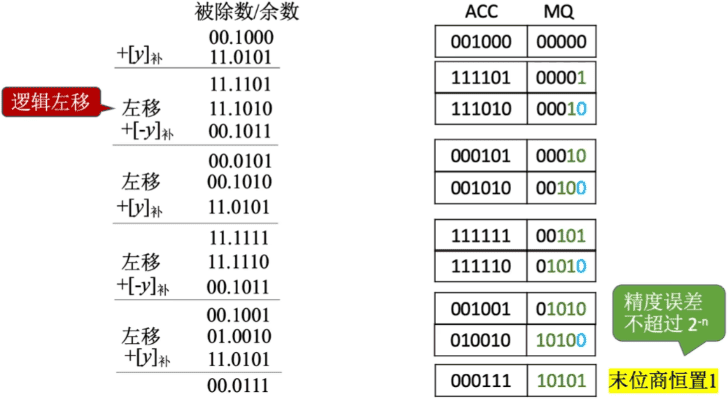 被除数/余数 ACC MQ
00.1000 001000 00000
+[y]补 11.0101
11.1101 111101 00001
逻辑左移 左移 11.1010 111010 00010
+[-y]补 00.1011
00.0101 000101 00010
左移 00.1010 001010 00100
+[y]补 11.0101
11.1111 111111 00101
左移 11.1110 111110 01010
+[-y]补 00.1011
00.1001 001001 01010
左移 01.0010 010010 10100
+[y]补 11.0101
00.0111 000111 10101
精度误差
不超过 2-n
末位商恒置1